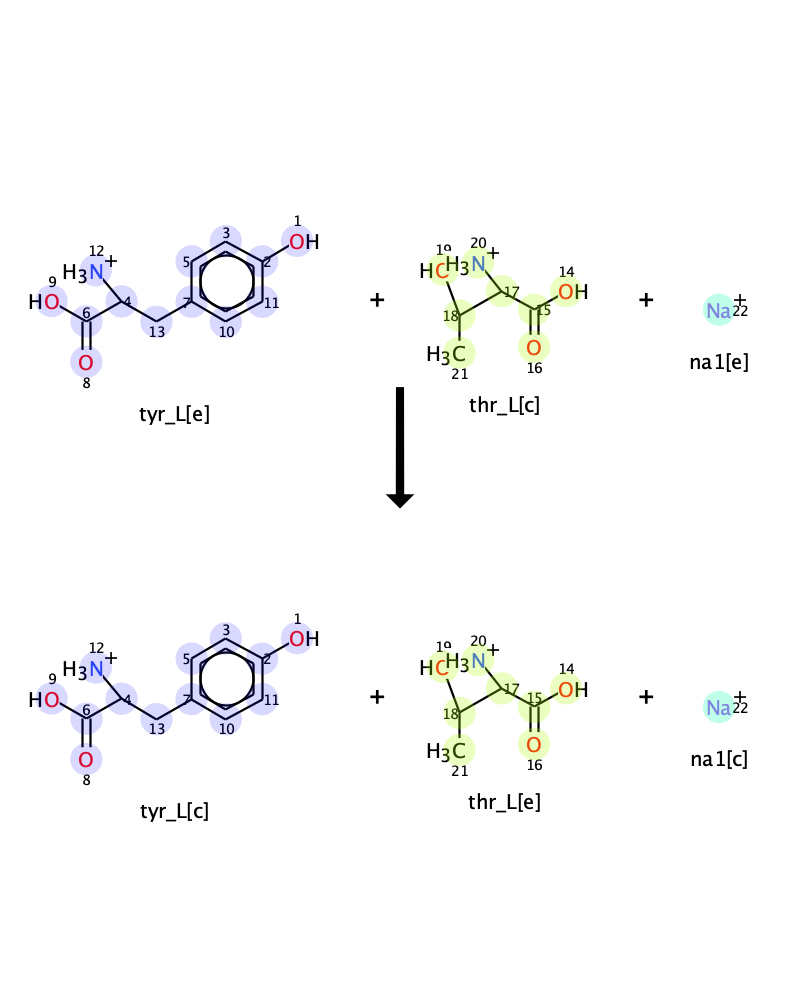 1
3
12
5
2
H3N+
OH
9
4
7
11
HO
6
13
10
O
8
tyr_L[e]
+
19
20
HO
H3N+
14
17
OH
15
18
H3C
O
21
16
thr_L[c]
+
Na+
22
na1[e]
1
3
12
5
2
H3N+
OH
9
4
7
11
HO
6
13
10
O
8
tyr_L[c]
+
19
20
HO
H3N+
14
17
OH
15
18
H3C
O
21
16
thr_L[e]
+
Na+
22
na1[c]